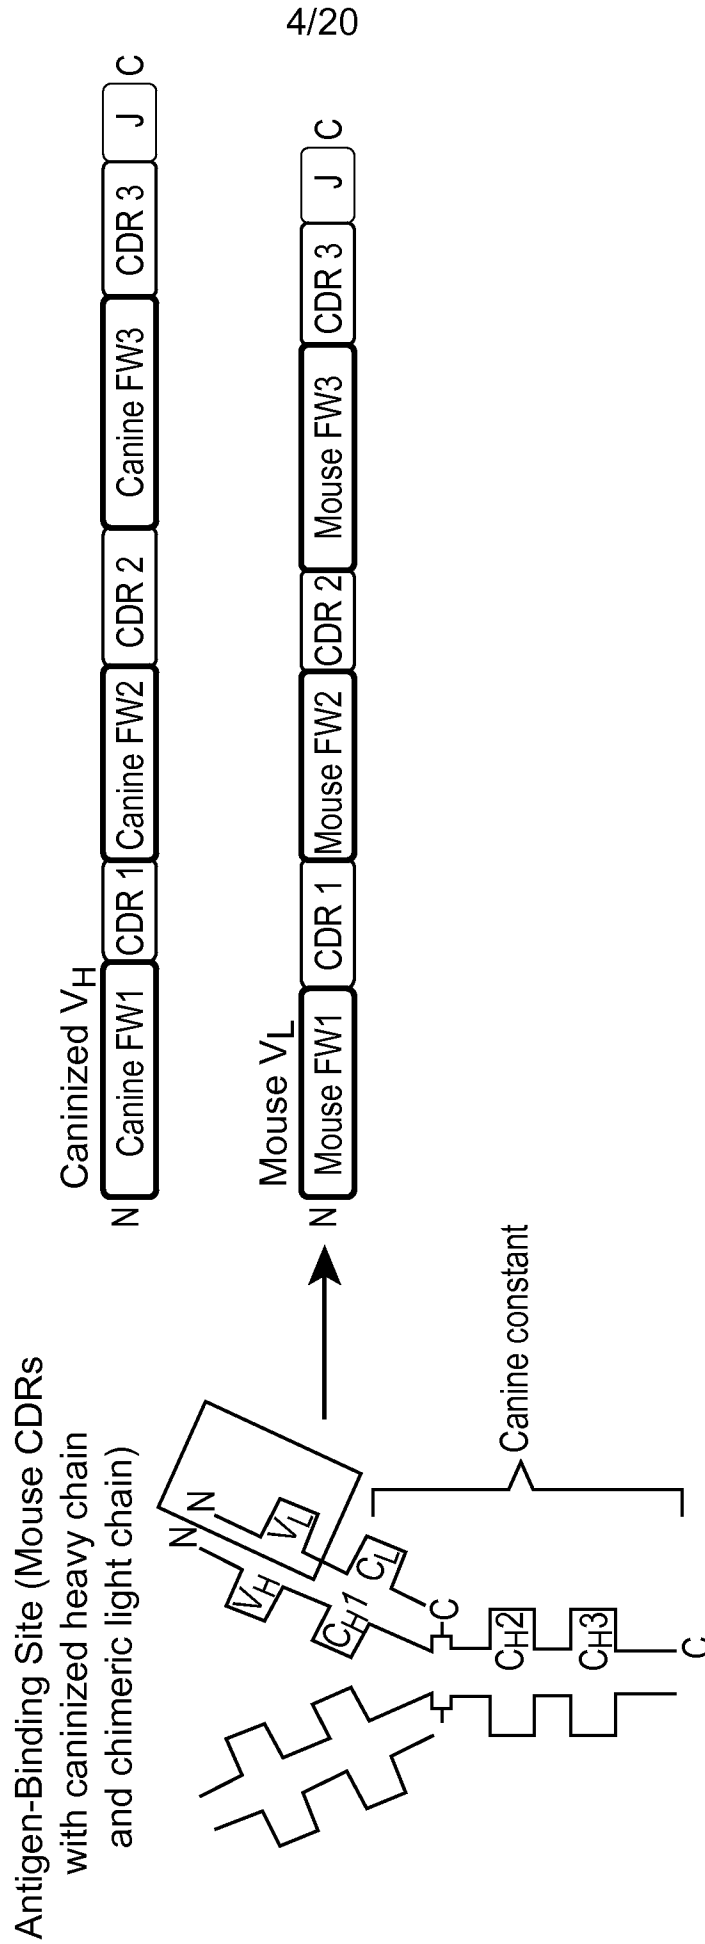 4/20
Antigen-Binding Site (Mouse CDRs
with caninized heavy chain
and chimeric light chain)
Caninized VH
N Canine FW1 CDR 1 Canine FW2 CDR 2 Canine FW3 CDR 3 J C
Mouse VL
N Mouse FW1 CDR 1 Mouse FW2 CDR 2 Mouse FW3 CDR 3 J C
N
N
VH
VL
CH1
CL
C
CH2
CH3
C
Canine constant